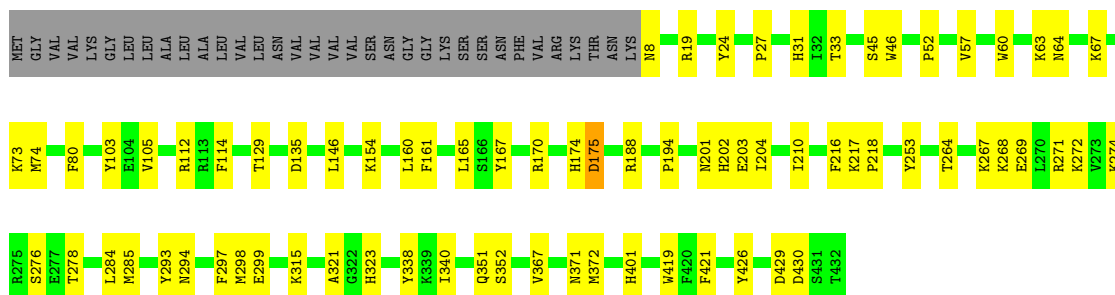 MET GLY VAL VAL LYS GLY LEU LEU ALA LEU ALA LEU VAL LEU ASN VAL VAL VAL VAL SER ASN GLY GLY LYS SER SER ASN PHE VAL ARG LYS THR ASN LYS N8 R19 Y24 P27 H31 I32 T33 S45 W46 P52 V57 W60 K63 N64 K67
K73 M74 F80 Y103 E104 V105 R112 R113 F114 T129 D135 L146 K154 L160 F161 L165 S166 Y167 R170 H174 D175 R188 P194 N201 H202 E203 I204 I210 F216 K217 P218 Y253 T264 K267 K268 E269 L270 R271 K272 V273 K274
R275 S276 E277 T278 L284 M285 Y293 N294 F297 M298 E299 K315 A321 G322 H323 Y338 K339 I340 Q351 S352 V367 N371 M372 H401 W419 F420 F421 Y426 D429 D430 S431 T432